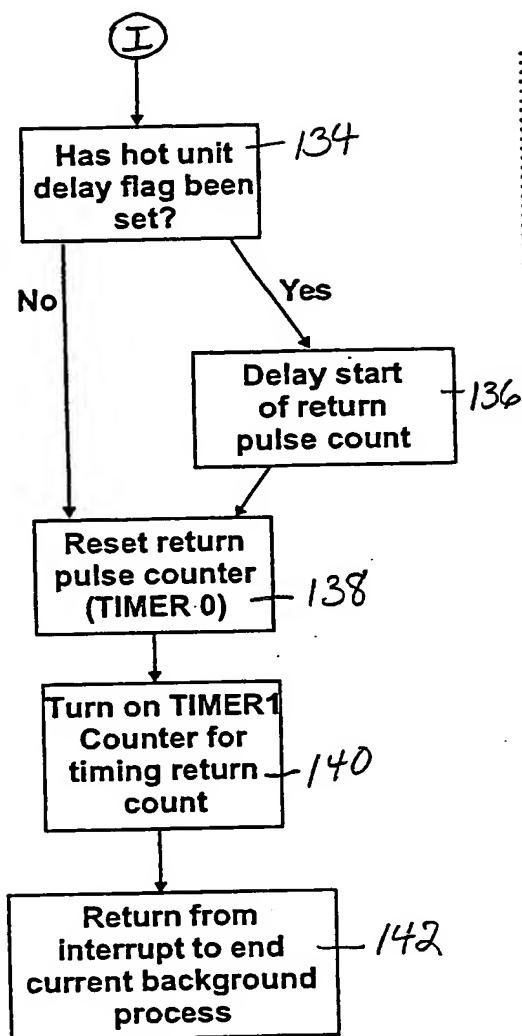 I
Has hot unit
delay flag been
set?
134
No
Yes
Delay start
of return
pulse count
136
Reset return
pulse counter
(TIMER 0)
138
Turn on TIMER1
Counter for
timing return
count
140
Return from
interrupt to end
current background
process
142